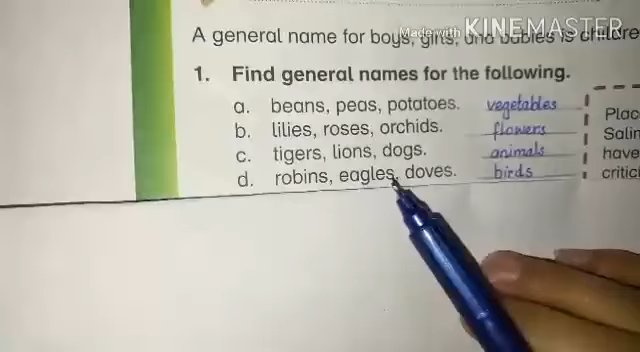 A general name for boys, girls, and babies is childre
Made with KINEMASTER
1. Find general names for the following.
a. beans, peas, potatoes. vegetables
b. lilies, roses, orchids. flowers
c. tigers, lions, dogs. animals
d. robins, eagles, doves. birds
Plac
Salin
have
critic